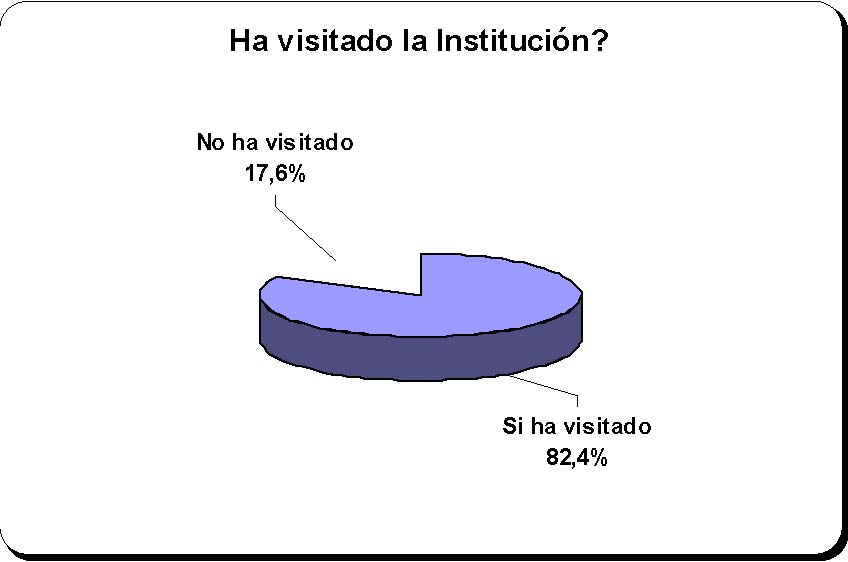 Ha visitado la Institución?
No ha visitado
17,6%
Si ha visitado
82,4%